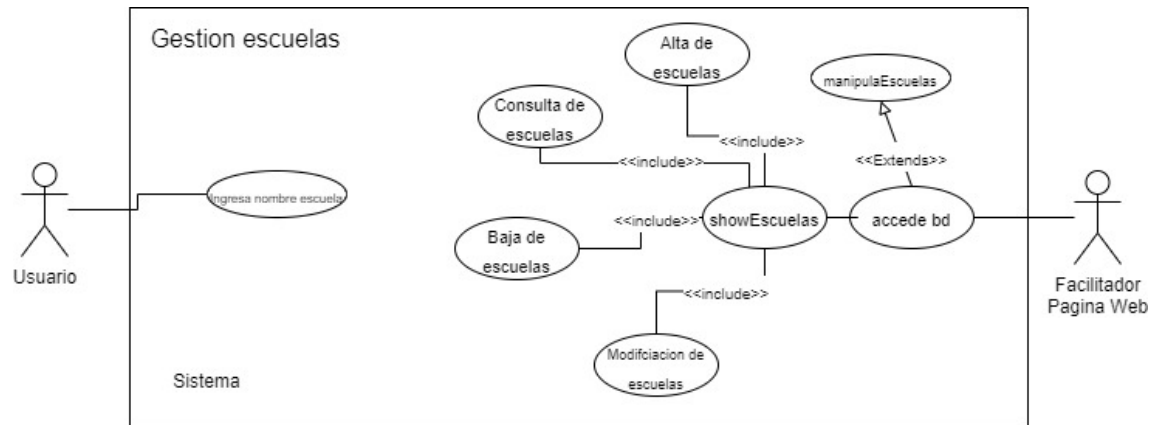 Gestion escuelas
Alta de
escuelas
manipulaEscuelas
Consulta de
escuelas
<<include>>
<<include>>
<<Extends>>
Ingresa nombre escuela
<<include>>
showEscuelas
accede bd
Baja de
escuelas
Usuario
<<include>>
Facilitador
Pagina Web
Modifciacion de
escuelas
Sistema